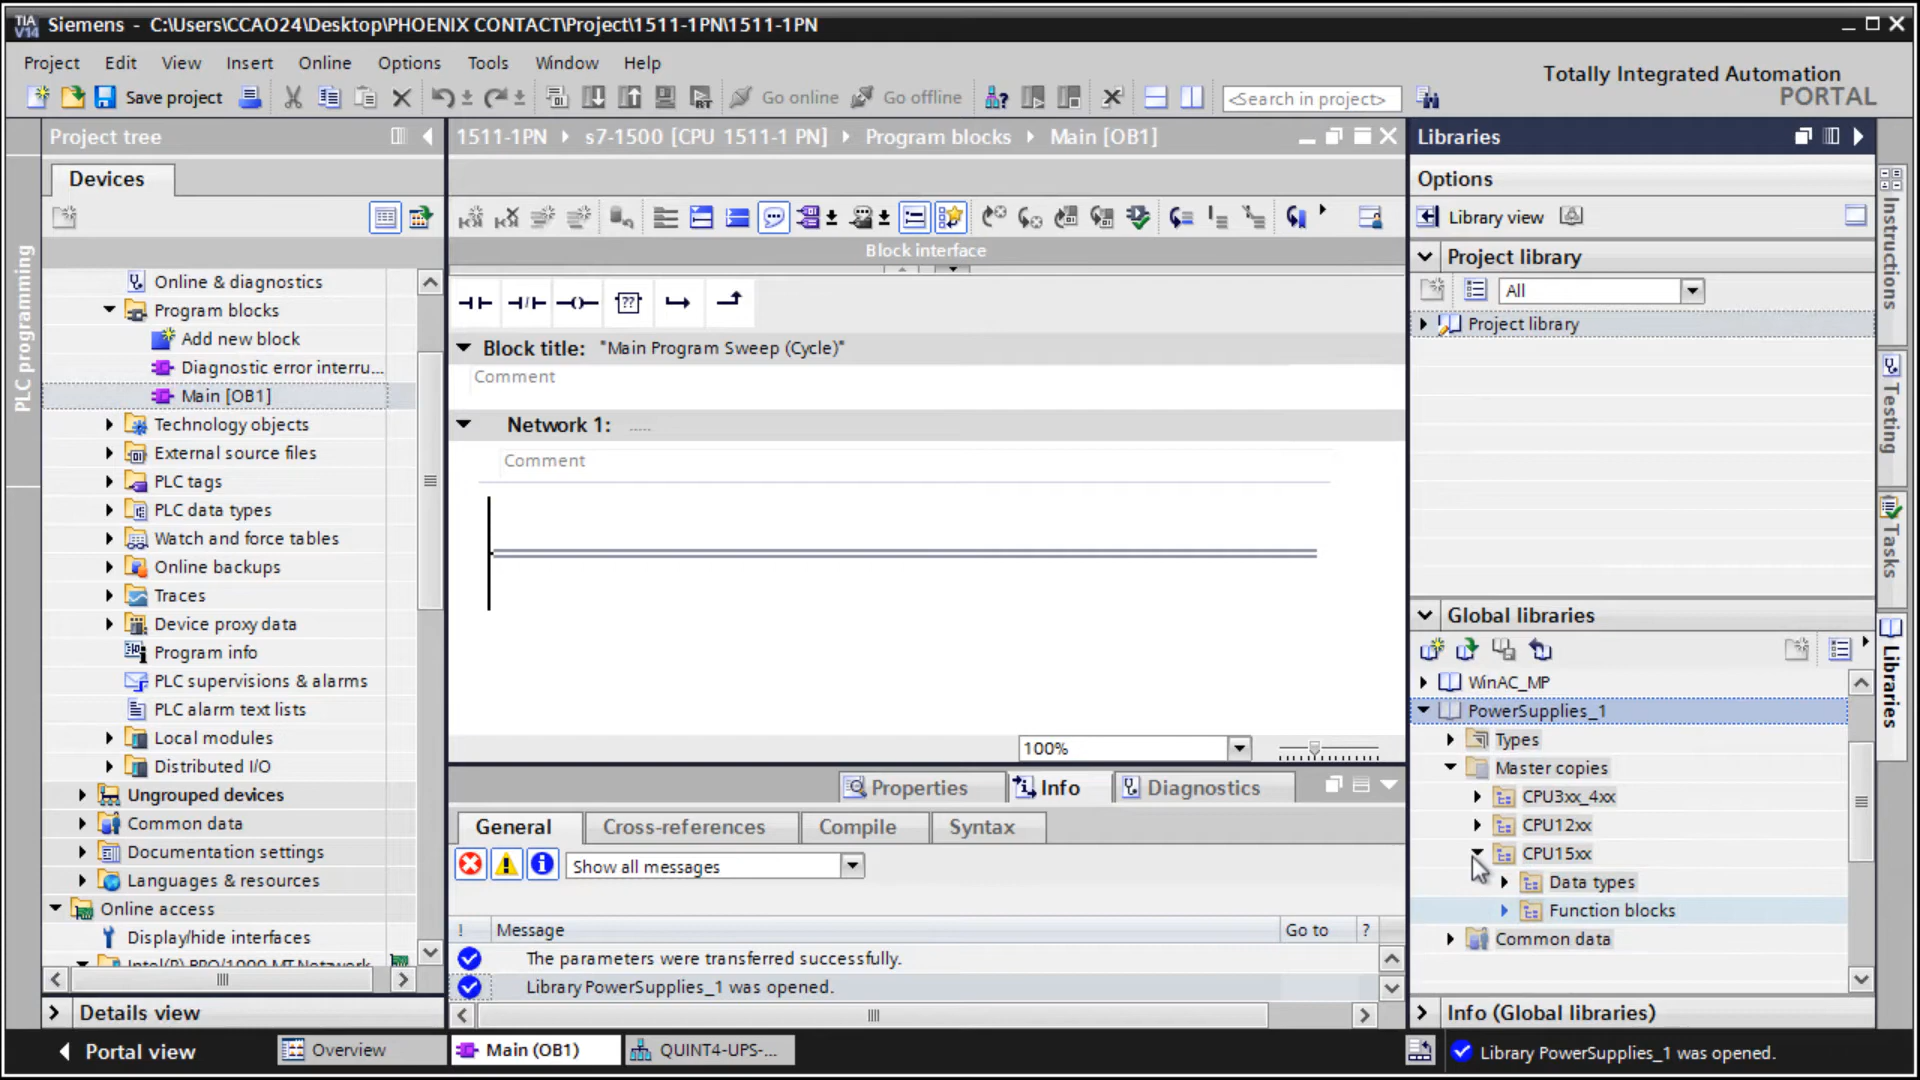 TIA V14 Siemens - C:\Users\CCAO24\Desktop\PHOENIX CONTACT\Project\1511-1PN\1511-1PN
Project Edit View Insert Online Options Tools Window Help
Totally Integrated Automation
PORTAL
Save project Go online Go offline <Search in project>
Project tree
1511-1PN s7-1500 [CPU 1511-1 PN] Program blocks Main [OB1]
Libraries
Devices
Options
Library view
Block interface
Project library
All
Project library
PLC programming
Online & diagnostics
Program blocks
Add new block
Diagnostic error interru...
Main [OB1]
Technology objects
External source files
PLC tags
PLC data types
Watch and force tables
Online backups
Traces
Device proxy data
Program info
PLC supervisions & alarms
PLC alarm text lists
Local modules
Distributed I/O
Ungrouped devices
Common data
Documentation settings
Languages & resources
Online access
Display/hide interfaces
Intel(R) PRO/1000 MT Network
??
Block title: "Main Program Sweep (Cycle)"
Comment
Network 1: .....
Comment
100%
Properties Info Diagnostics
General Cross-references Compile Syntax
Show all messages
! Message Go to ?
The parameters were transferred successfully.
Library PowerSupplies_1 was opened.
Global libraries
WinAC_MP
PowerSupplies_1
Types
Master copies
CPU3xx_4xx
CPU12xx
CPU15xx
Data types
Function blocks
Common data
Info (Global libraries)
Instructions
Testing
Tasks
Libraries
Details view
Portal view Overview Main (OB1) QUINT4-UPS-...
Library PowerSupplies_1 was opened.